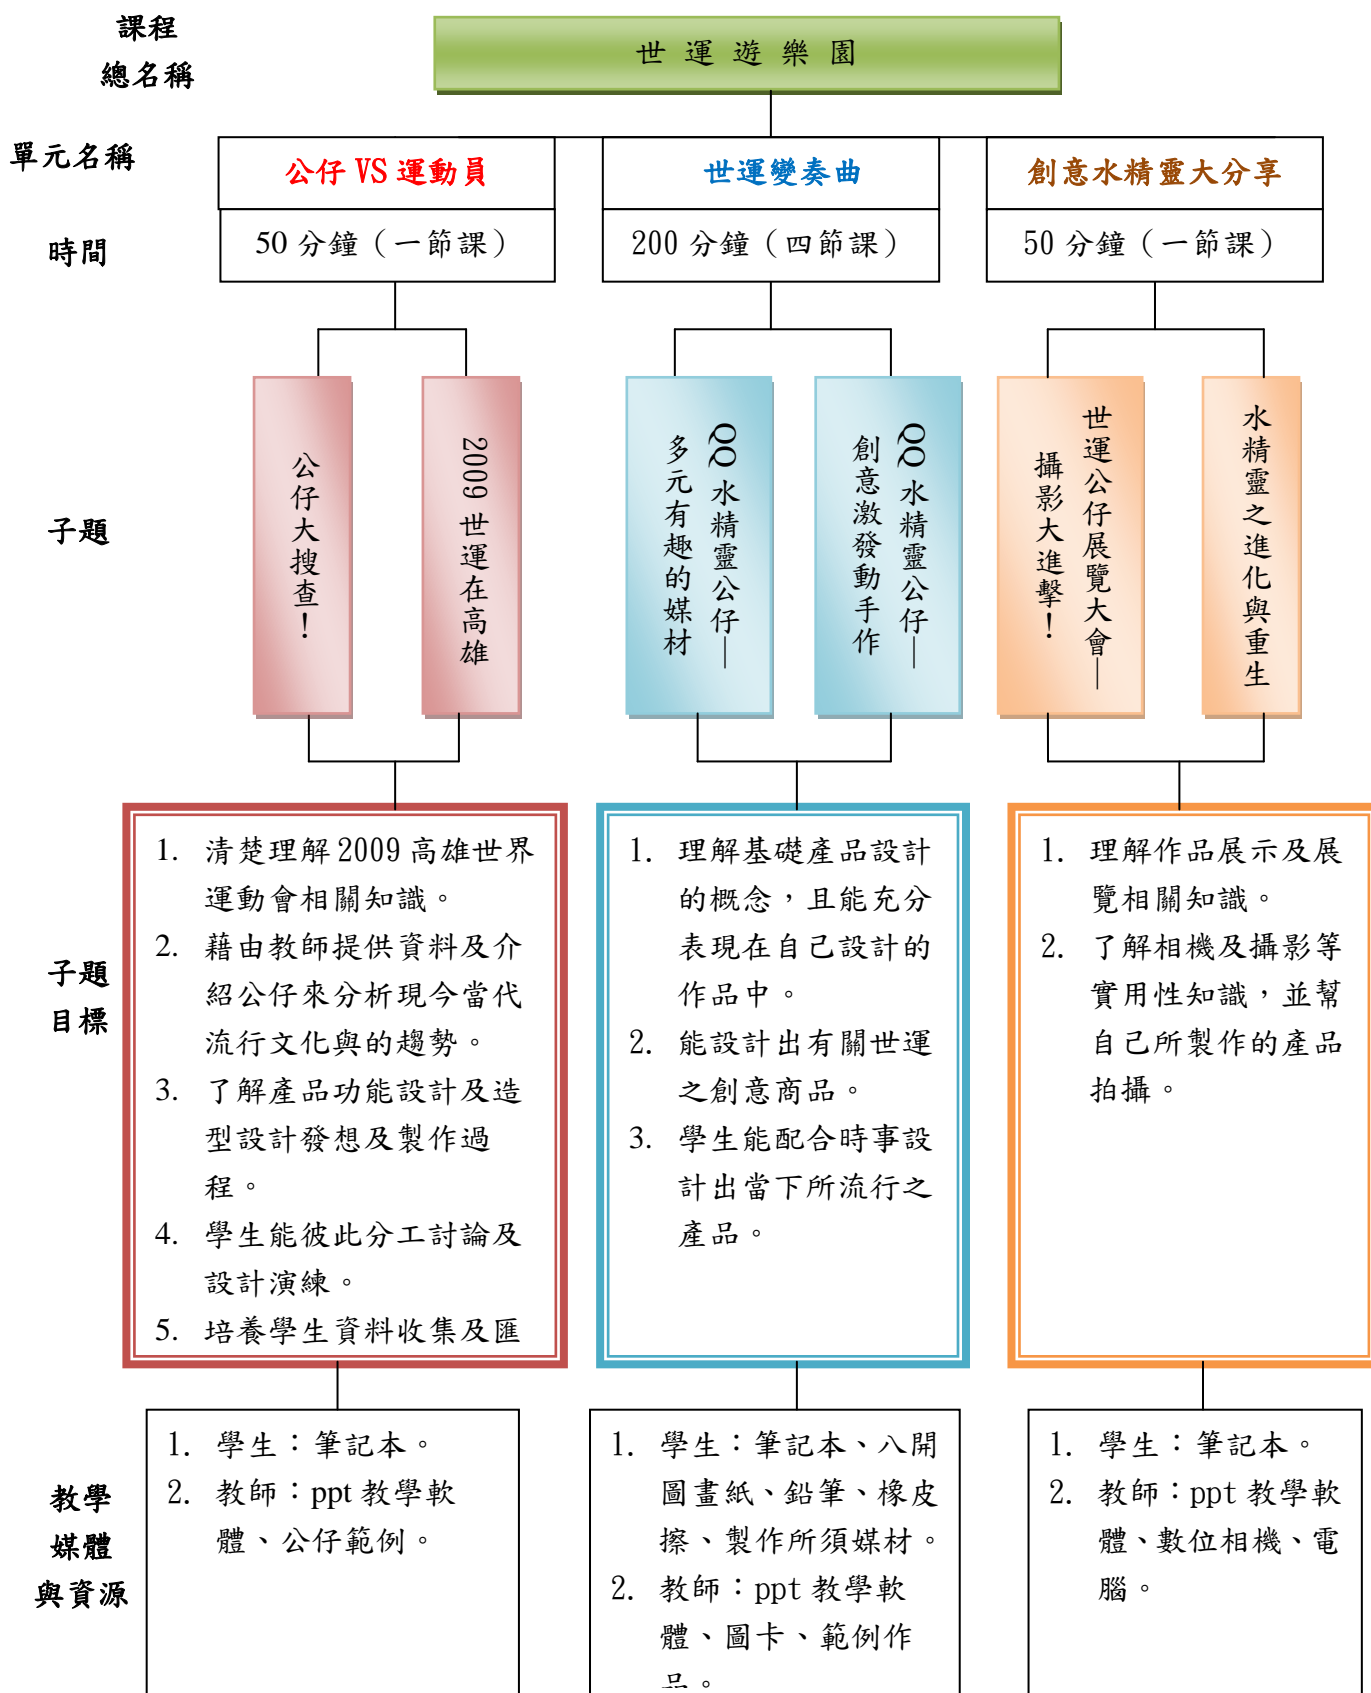 課程
總名稱
世運遊樂園
單元名稱
公仔 VS 運動員
世運變奏曲
創意水精靈大分享
時間
50 分鐘（一節課）
200 分鐘（四節課）
50 分鐘（一節課）
子題
公仔大搜查！
2009 世運在高雄
QQ 水精靈公仔—
多元有趣的媒材
QQ 水精靈公仔—
創意激發動手作
世運公仔展覽大會—
攝影大進擊！
水精靈之進化與重生
子題
目標
1. 清楚理解 2009 高雄世界
運動會相關知識。
2. 藉由教師提供資料及介
紹公仔來分析現今當代
流行文化與的趨勢。
3. 了解產品功能設計及造
型設計發想及製作過
程。
4. 學生能彼此分工討論及
設計演練。
5. 培養學生資料收集及匯
1. 理解基礎產品設計
的概念，且能充分
表現在自己設計的
作品中。
2. 能設計出有關世運
之創意商品。
3. 學生能配合時事設
計出當下所流行之
產品。
1. 理解作品展示及展
覽相關知識。
2. 了解相機及攝影等
實用性知識，並幫
自己所製作的產品
拍攝。
教學
媒體
與資源
1. 學生：筆記本。
2. 教師：ppt 教學軟
體、公仔範例。
1. 學生：筆記本、八開
圖畫紙、鉛筆、橡皮
擦、製作所須媒材。
2. 教師：ppt 教學軟
體、圖卡、範例作
品。
1. 學生：筆記本。
2. 教師：ppt 教學軟
體、數位相機、電
腦。